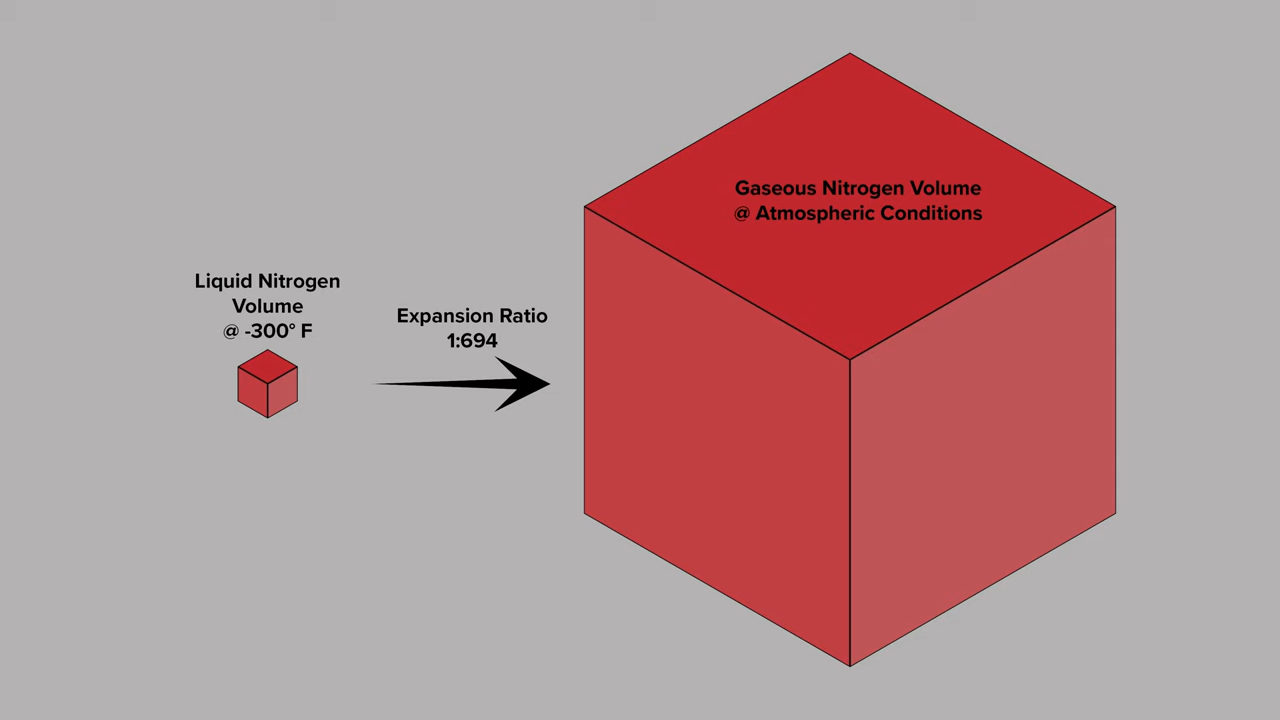 Liquid Nitrogen
Volume
@ -300° F
Expansion Ratio
1:694
Gaseous Nitrogen Volume
@ Atmospheric Conditions